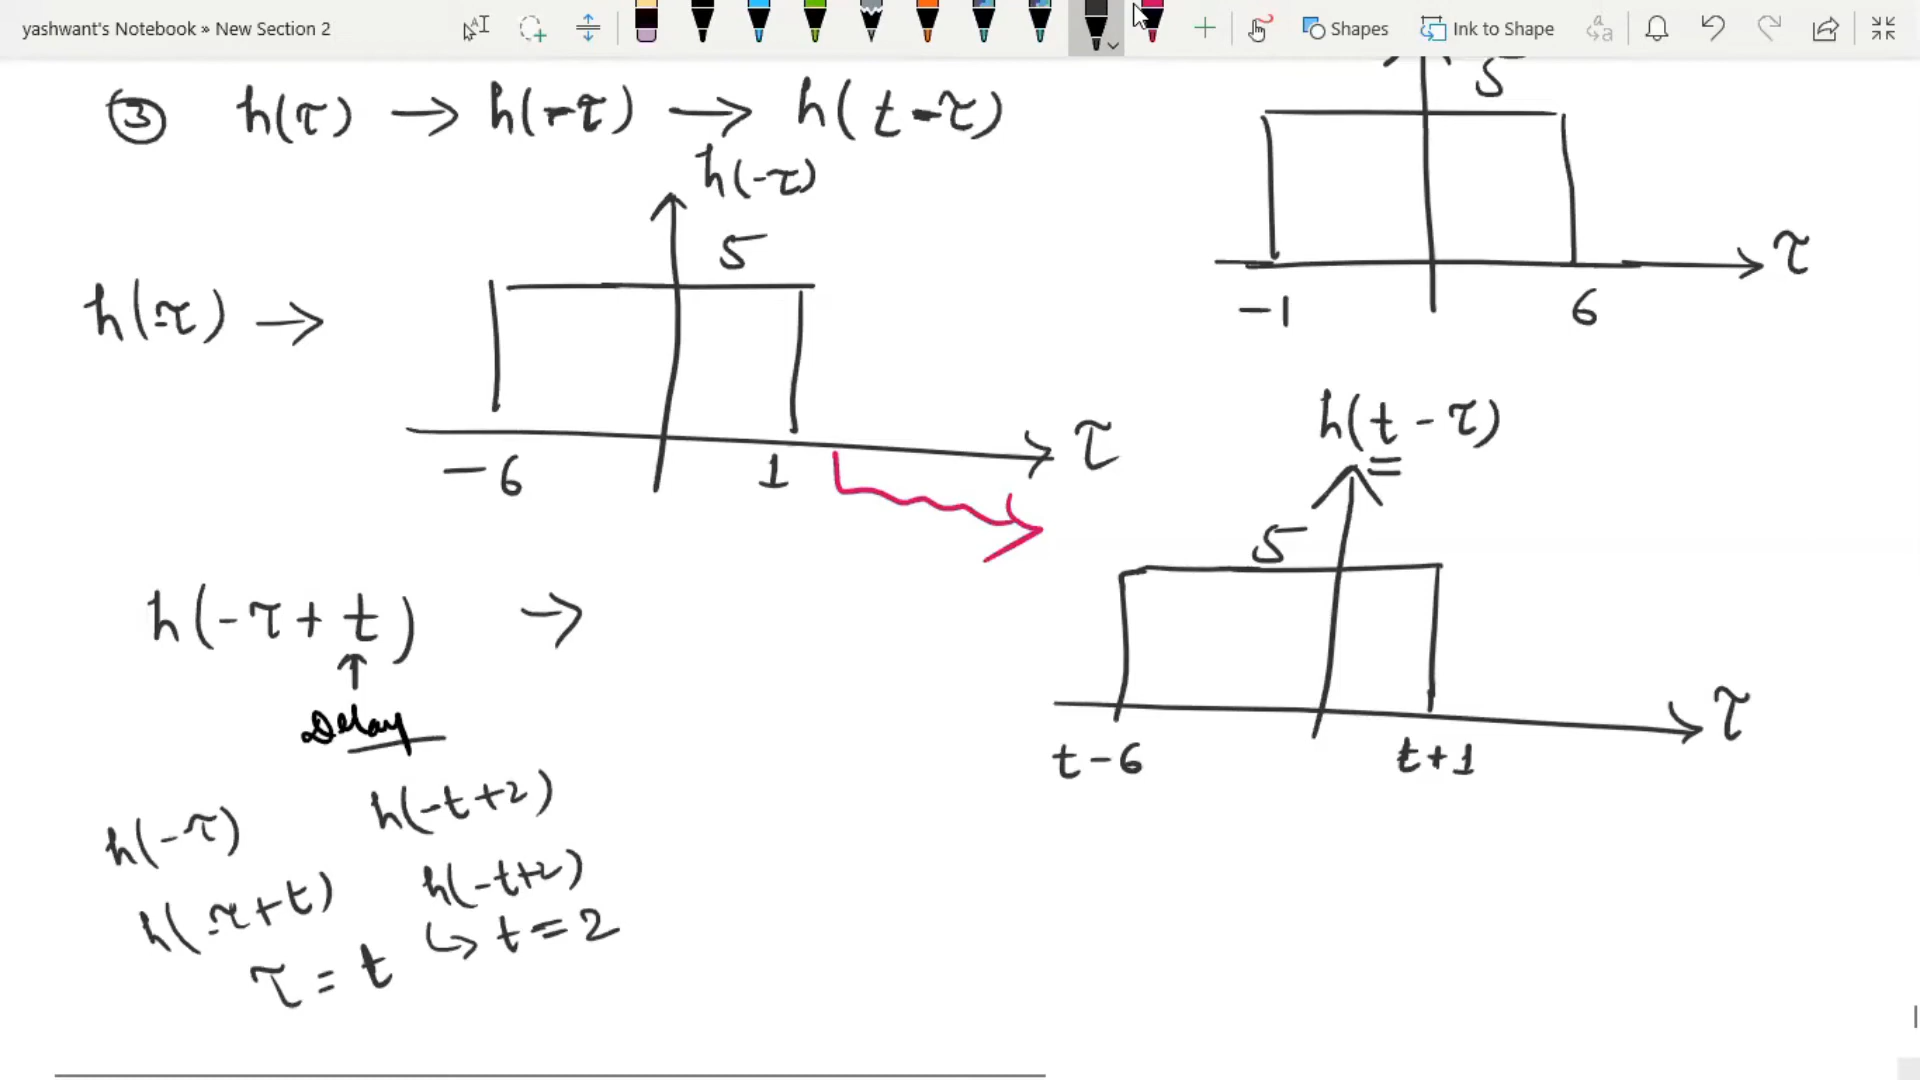 yashwant's Notebook » New Section 2
Shapes
Ink to Shape
③ h(τ) → h(-τ) → h(t-τ)
5
-1 6 τ
h(-τ)
5
h(-τ) →
-6 1 τ
h(t-τ)
5
t-6 t+1 τ
h(-τ+t) →
↑
Delay
h(-τ) h(-t+2)
h(-τ+t) h(-t+2)
τ = t ↳ t = 2